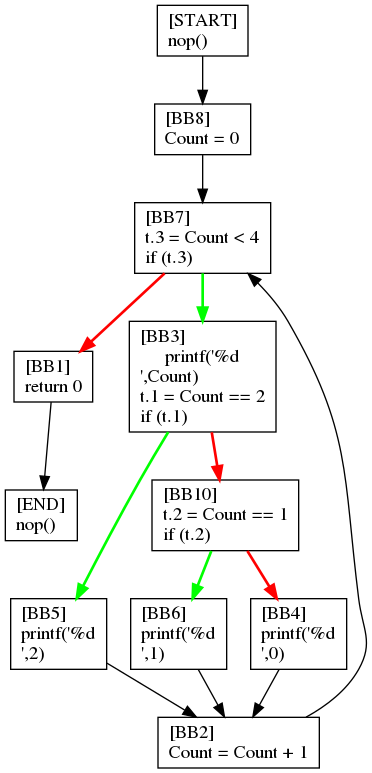 [START]
nop()
[BB8]
Count = 0
[BB7]
t.3 = Count < 4
if (t.3)
[BB3]
printf('%d
',Count)
t.1 = Count == 2
if (t.1)
[BB1]
return 0
[BB10]
t.2 = Count == 1
if (t.2)
[END]
nop()
[BB5]
printf('%d
',2)
[BB6]
printf('%d
',1)
[BB4]
printf('%d
',0)
[BB2]
Count = Count + 1